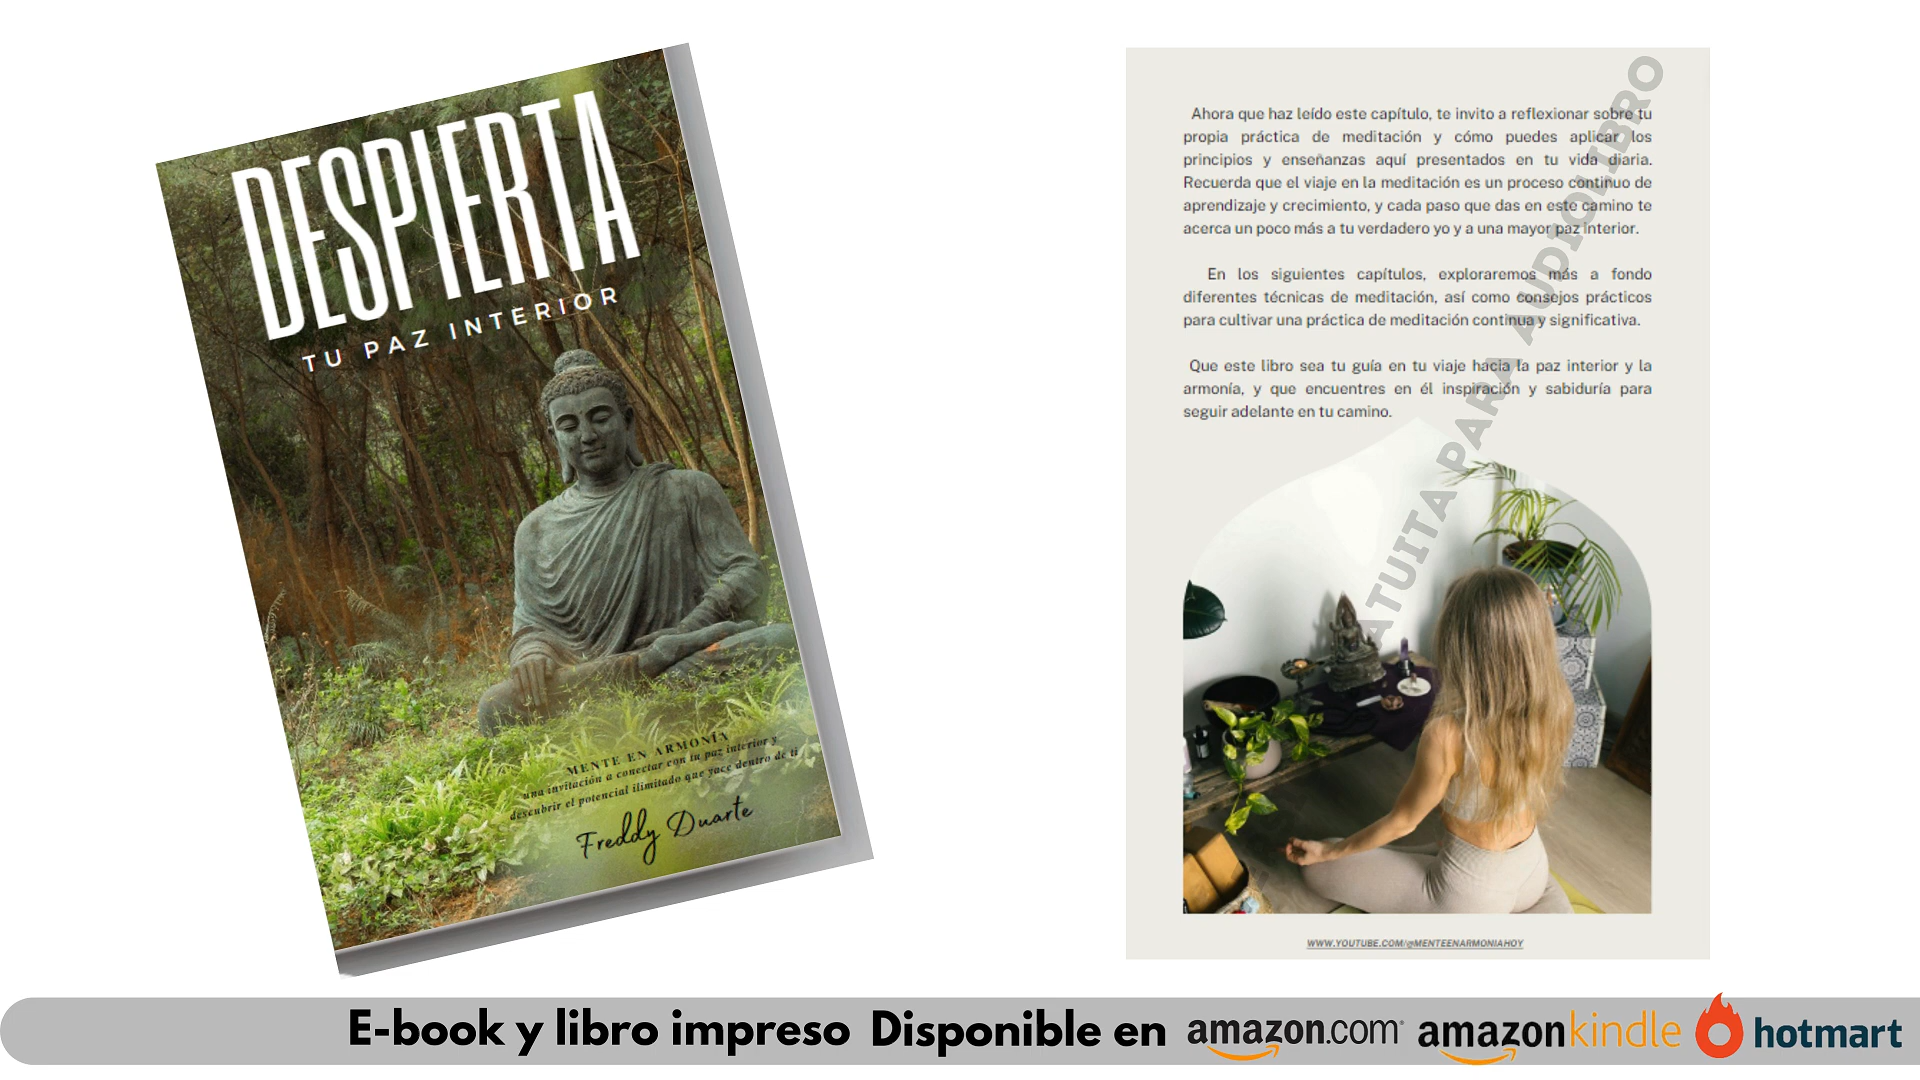 DESPIERTA
TU PAZ INTERIOR
MENTE EN ARMONÍA
una invitación a conectar con tu paz interior y
descubrir el potencial ilimitado que yace dentro de ti
Freddy Duarte
Ahora que haz leído este capítulo, te invito a reflexionar sobre tu
propia práctica de meditación y cómo puedes aplicar los
principios y enseñanzas aquí presentados en tu vida diaria.
Recuerda que el viaje en la meditación es un proceso continuo de
aprendizaje y crecimiento, y cada paso que das en este camino te
acerca un poco más a tu verdadero yo y a una mayor paz interior.
En los siguientes capítulos, exploraremos más a fondo
diferentes técnicas de meditación, así como consejos prácticos
para cultivar una práctica de meditación continua y significativa.
Que este libro sea tu guía en tu viaje hacia la paz interior y la
armonía, y que encuentres en él inspiración y sabiduría para
seguir adelante en tu camino.
ATUITA PARA AUDIOLIBRO
WWW.YOUTUBE.COM/@MENTEENARMONIAHOY
E-book y libro impreso Disponible en amazon.com amazonkindle hotmart